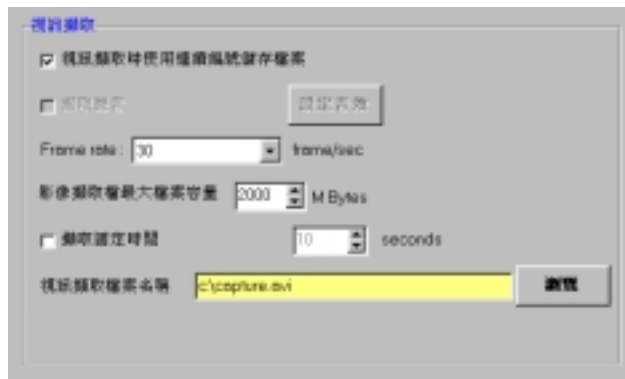 視訊擷取
視訊擷取時使用連續編號儲存檔案
擷取聲音 設定音效
Frame rate : 30 frame/sec
影像擷取檔最大檔案容量 2000 M Bytes
擷取固定時間 10 seconds
視訊擷取檔案名稱 c:\capture.avi 瀏覽